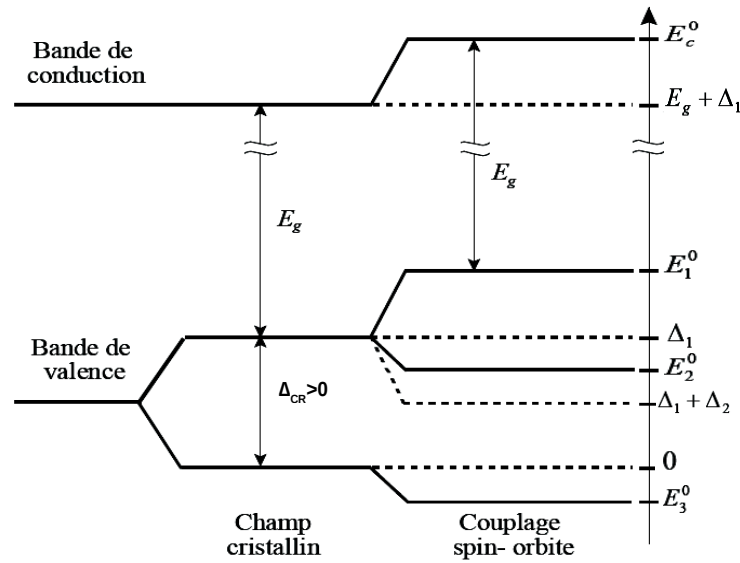 E_c^0
Bande de
conduction
E_g + Δ_1
E_g
E_g
E_1^0
Δ_1
Bande de
valence
E_2^0
Δ_CR>0
Δ_1 + Δ_2
0
E_3^0
Champ
cristallin
Couplage
spin- orbite